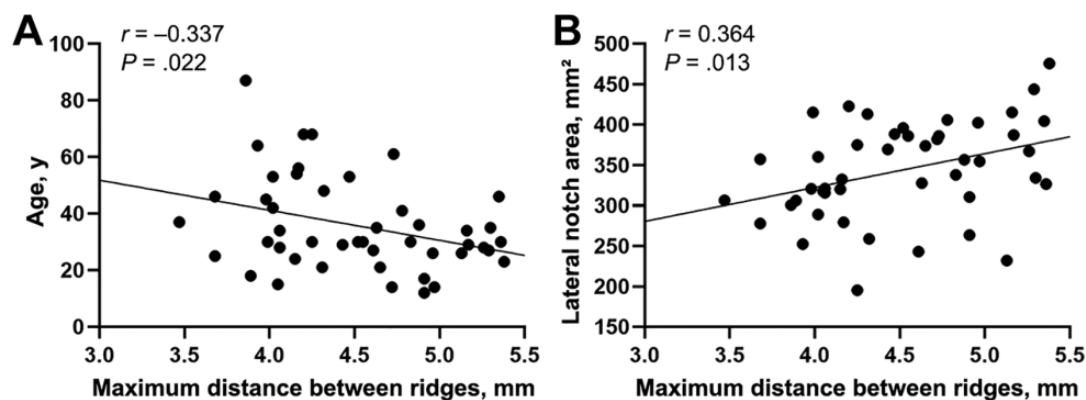 A
r = –0.337
P = .022
Age, y
100
80
60
40
20
0
3.0 3.5 4.0 4.5 5.0 5.5
Maximum distance between ridges, mm
B
r = 0.364
P = .013
Lateral notch area, mm²
500
450
400
350
300
250
200
150
3.0 3.5 4.0 4.5 5.0 5.5
Maximum distance between ridges, mm